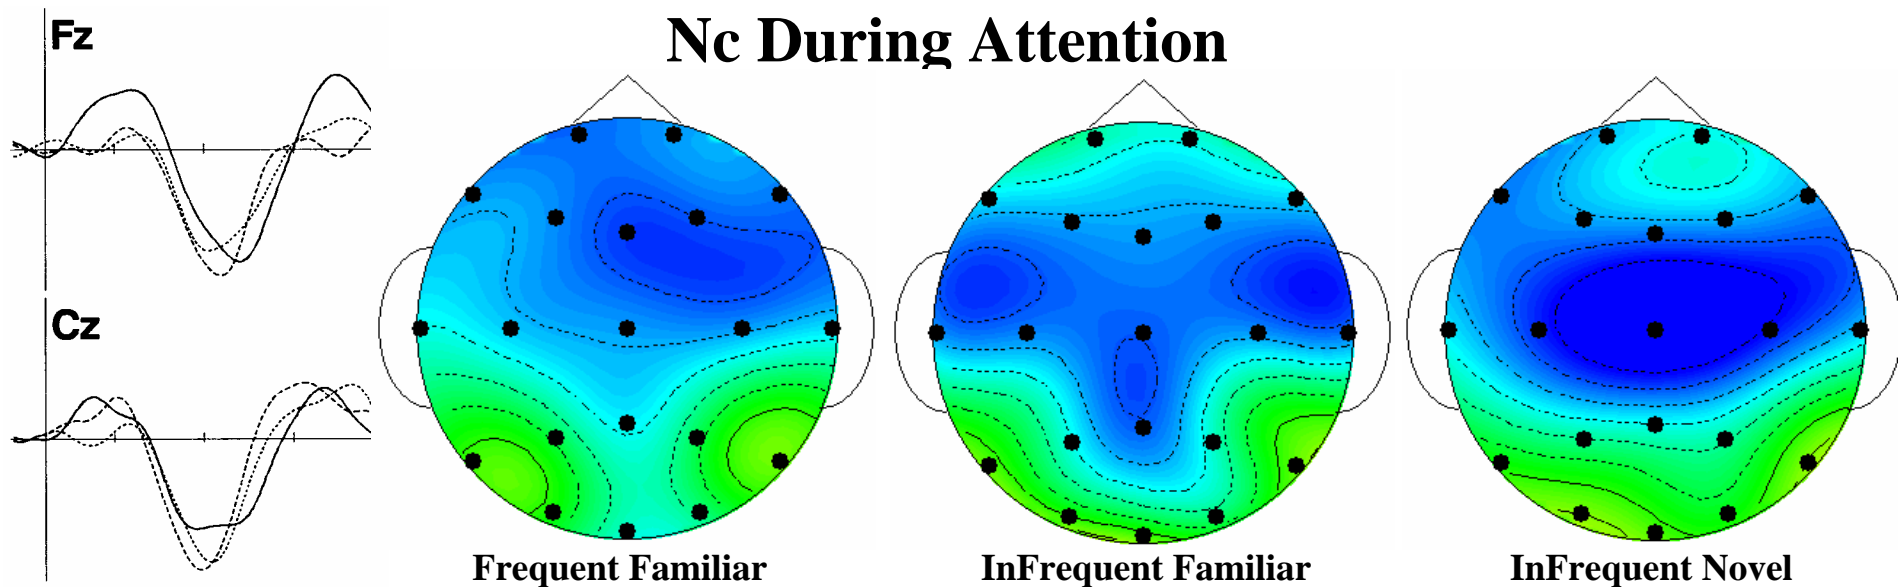 Nc During Attention
Fz
Cz
Frequent Familiar
InFrequent Familiar
InFrequent Novel